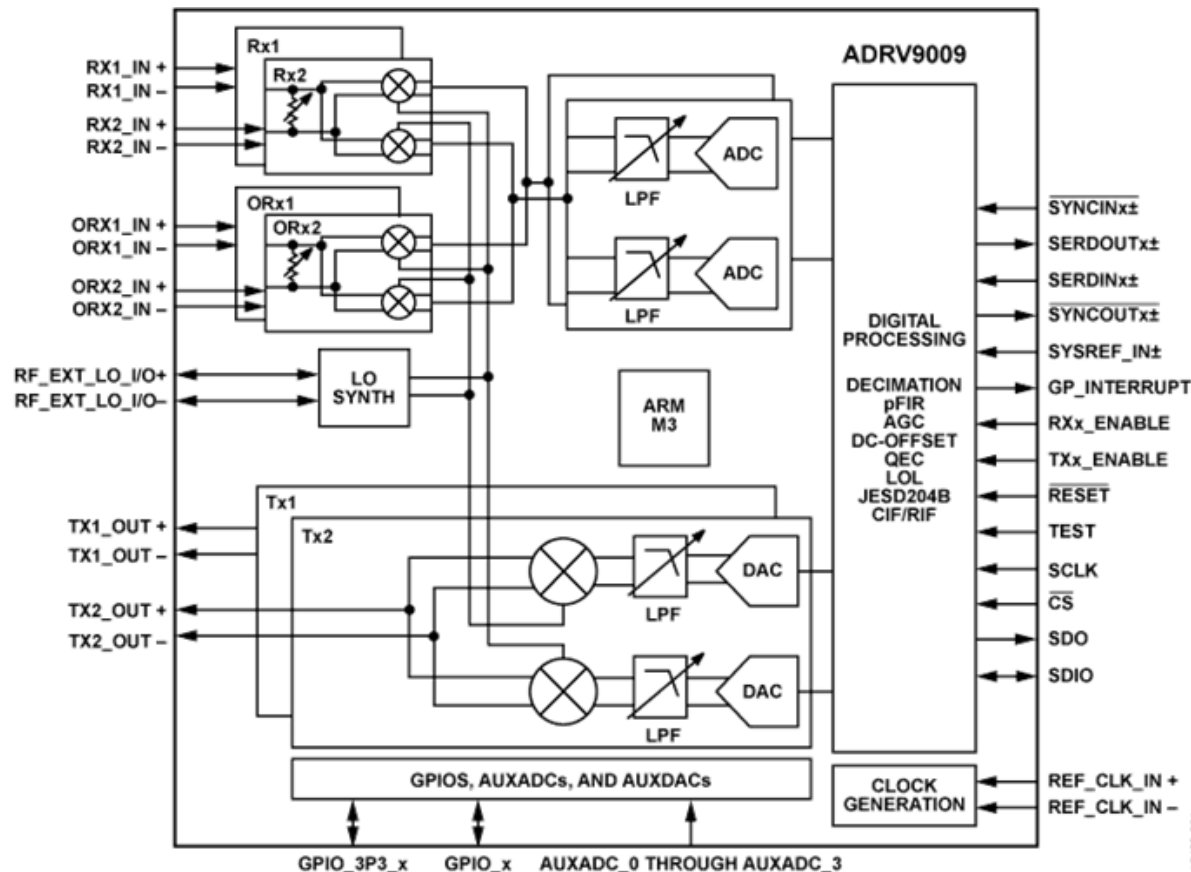 ADRV9009
Rx1
Rx2
RX1_IN +
RX1_IN –
RX2_IN +
RX2_IN –
ORx1
ORx2
ORX1_IN +
ORX1_IN –
ORX2_IN +
ORX2_IN –
RF_EXT_LO_I/O+
RF_EXT_LO_I/O–
LO
SYNTH
LPF
ADC
LPF
ADC
ARM
M3
Tx1
Tx2
TX1_OUT +
TX1_OUT –
TX2_OUT +
TX2_OUT –
LPF
DAC
LPF
DAC
DIGITAL
PROCESSING
DECIMATION
pFIR
AGC
DC-OFFSET
QEC
LOL
JESD204B
CIF/RIF
SYNCINx±
SERDOUTx±
SERDINx±
SYNCOUTx±
SYSREF_IN±
GP_INTERRUPT
RXx_ENABLE
TXx_ENABLE
RESET
TEST
SCLK
CS
SDO
SDIO
CLOCK
GENERATION
REF_CLK_IN +
REF_CLK_IN –
GPIOS, AUXADCs, AND AUXDACs
GPIO_3P3_x
GPIO_x
AUXADC_0 THROUGH AUXADC_3